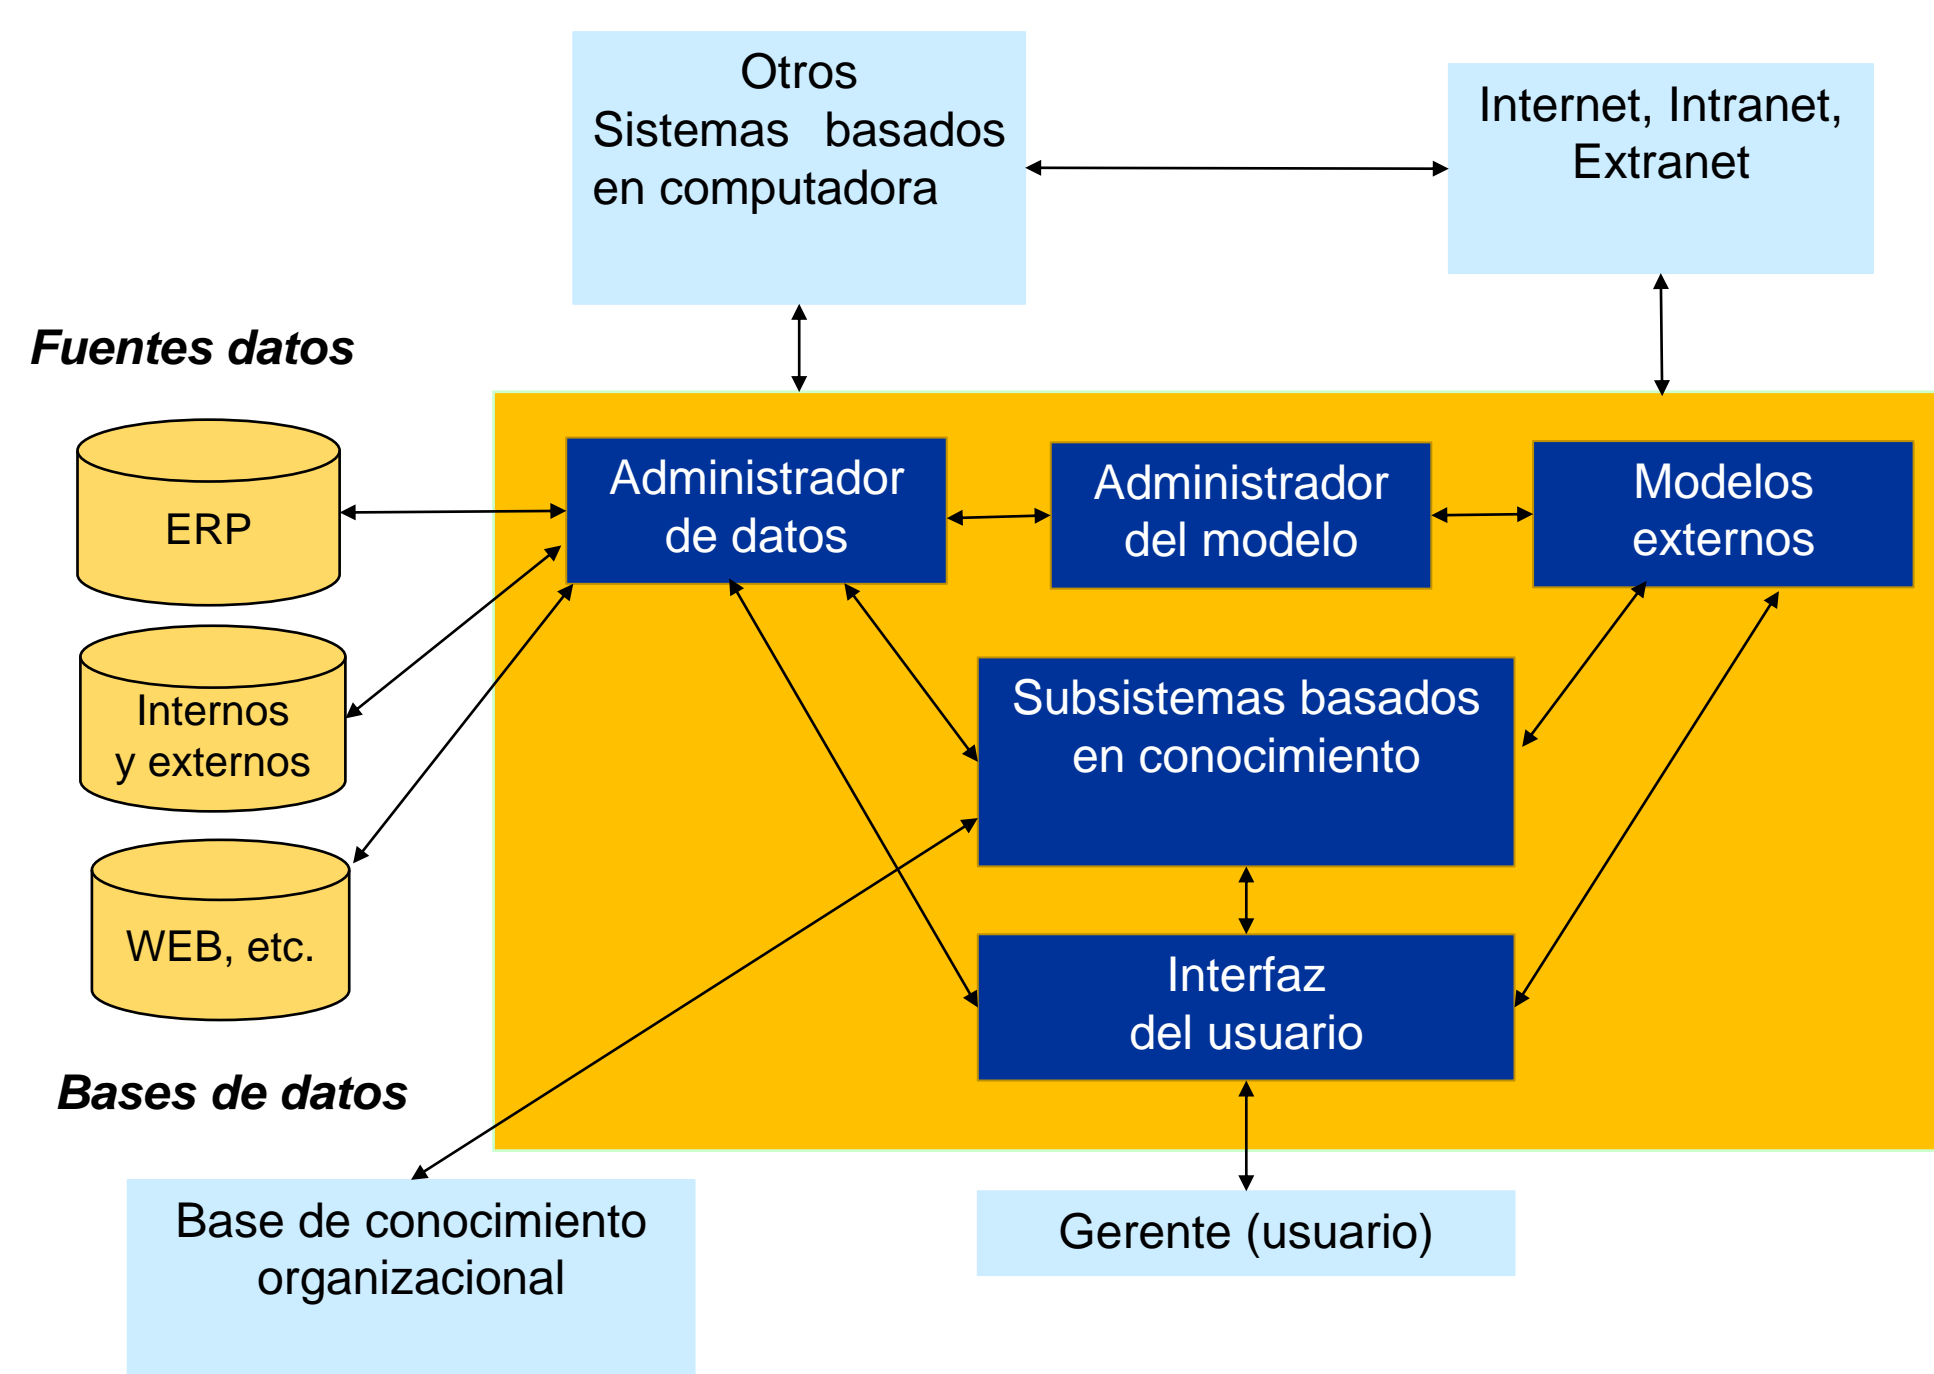 Otros
Sistemas basados
en computadora
Internet, Intranet,
Extranet
Fuentes datos
ERP
Internos
y externos
WEB, etc.
Bases de datos
Administrador
de datos
Administrador
del modelo
Modelos
externos
Subsistemas basados
en conocimiento
Interfaz
del usuario
Base de conocimiento
organizacional
Gerente (usuario)